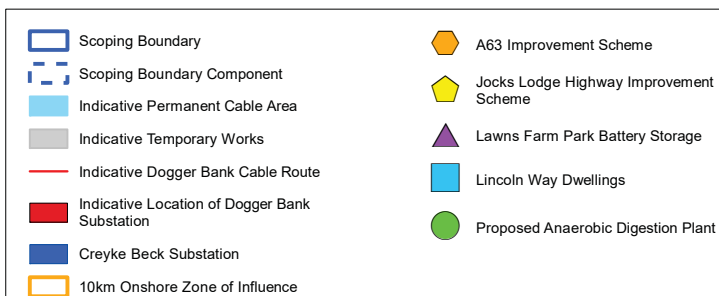 Scoping Boundary
Scoping Boundary Component
Indicative Permanent Cable Area
Indicative Temporary Works
Indicative Dogger Bank Cable Route
Indicative Location of Dogger Bank
Substation
Creyke Beck Substation
10km Onshore Zone of Influence
A63 Improvement Scheme
Jocks Lodge Highway Improvement
Scheme
Lawns Farm Park Battery Storage
Lincoln Way Dwellings
Proposed Anaerobic Digestion Plant